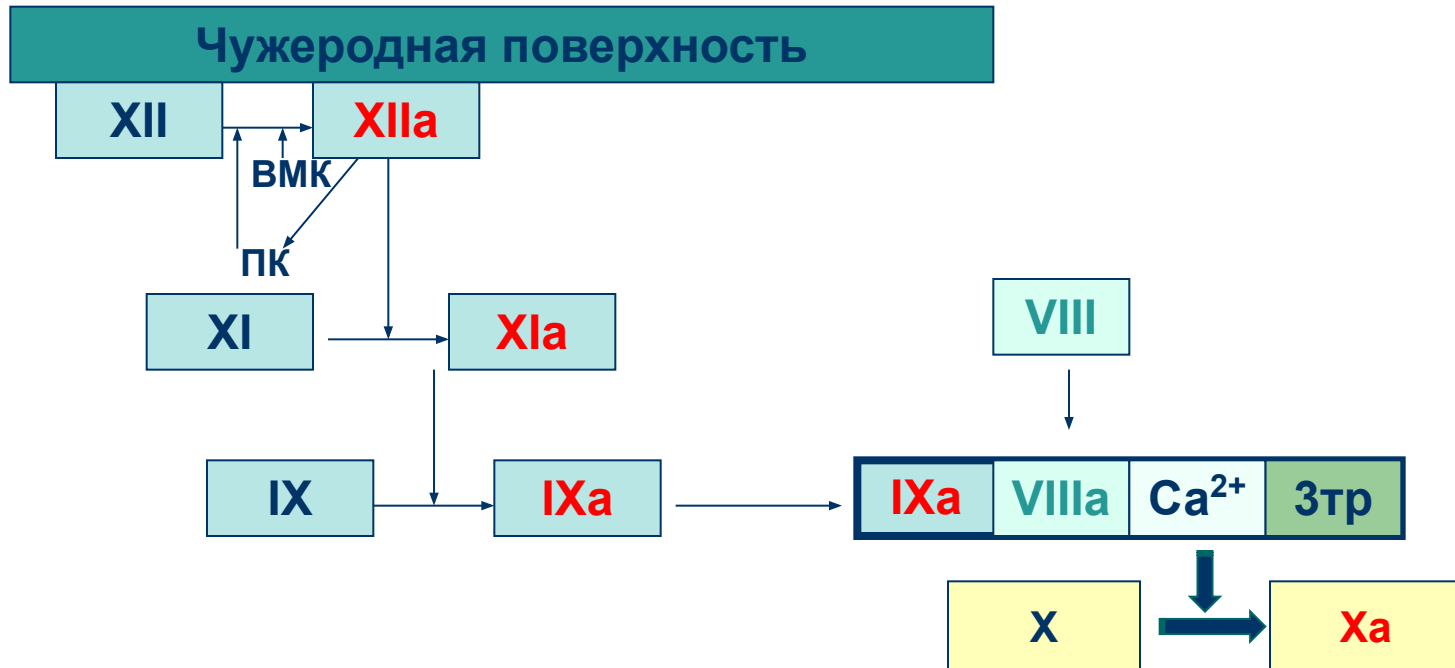 Чужеродная поверхность
XII XIIa
ВМК
ПК
VIII
XI XIa
IX IXa IXa VIIIa Ca²⁺ 3тр
X Xa